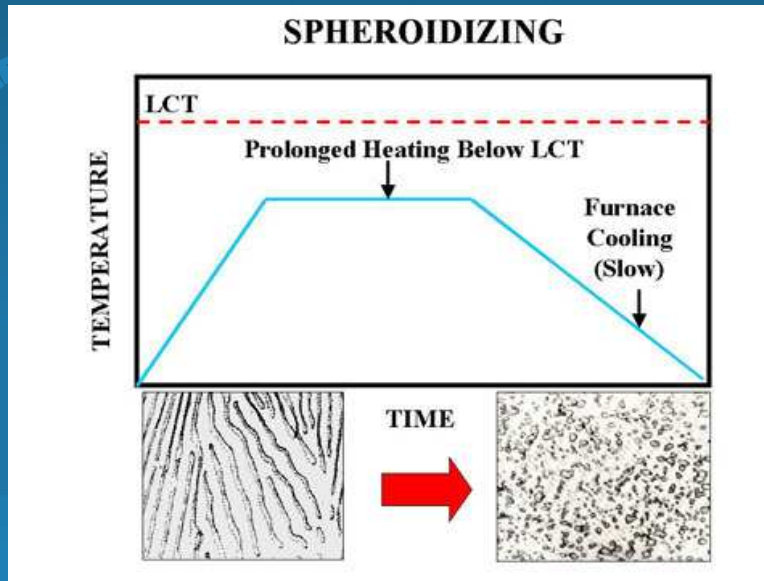 SPHEROIDIZING
LCT
Prolonged Heating Below LCT
Furnace
Cooling
(Slow)
TEMPERATURE
TIME